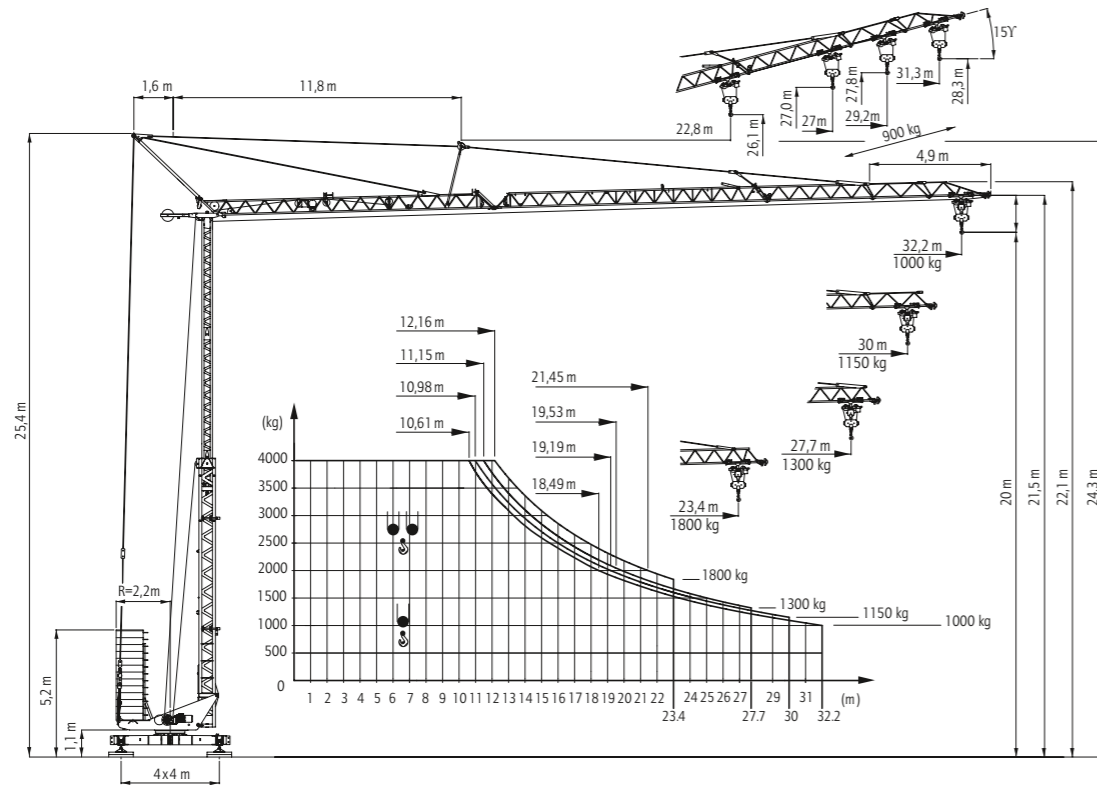 1,6 m
11,8 m
15ϒ
22,8 m
26,1 m
27,0 m
27m
27,8 m
29,2m
31,3 m
28,3 m
900 kg
4,9 m
25,4 m
32,2 m
1000 kg
30 m
1150 kg
27,7 m
1300 kg
23,4 m
1800 kg
20 m
21,5 m
22,1 m
24,3 m
12,16 m
11,15 m
10,98 m
10,61 m
21,45 m
19,53 m
19,19 m
18,49 m
(kg)
4000
3500
3000
2500
2000
1500
1000
500
0
1800 kg
1300 kg
1150 kg
1000 kg
1 2 3 4 5 6 7 8 9 10 11 12 13 14 15 16 17 18 19 20 21 22 24 25 26 27 29 31 (m)
23.4 27.7 30 32.2
R=2,2m
5,2 m
1,1 m
4x4 m